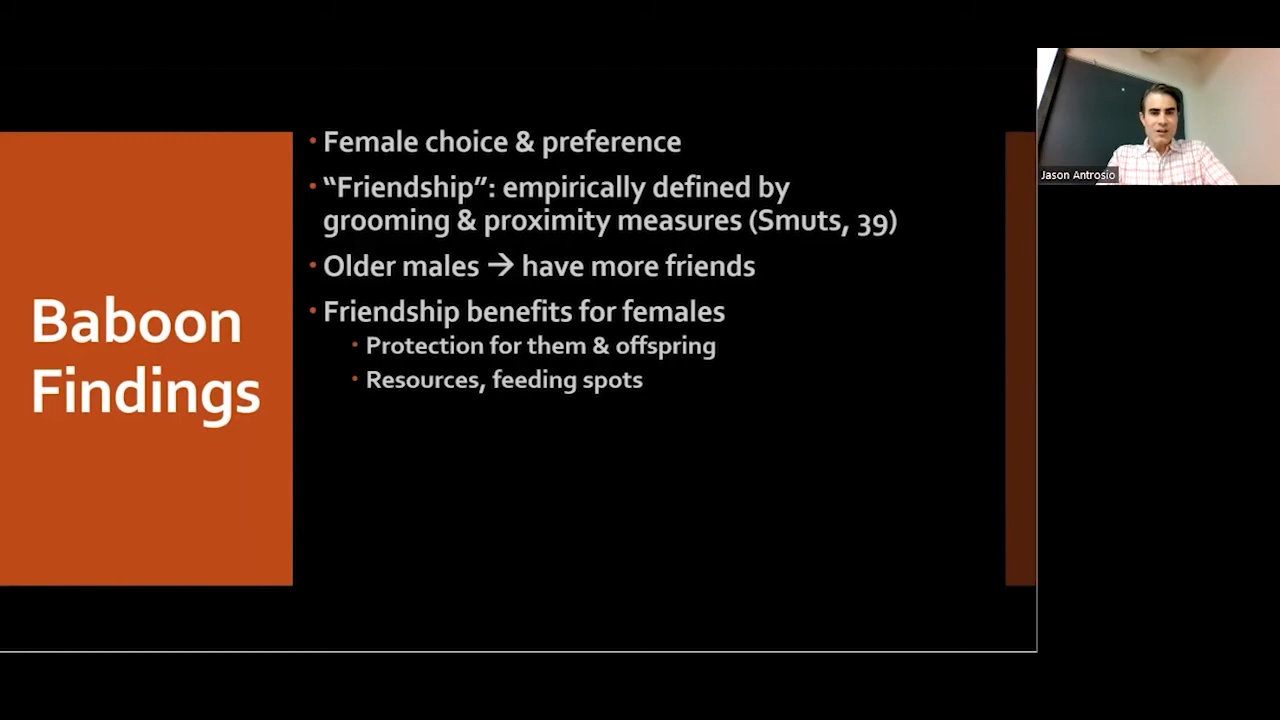 Baboon
Findings
• Female choice & preference
• “Friendship”: empirically defined by
grooming & proximity measures (Smuts, 39)
• Older males → have more friends
• Friendship benefits for females
• Protection for them & offspring
• Resources, feeding spots
Jason Antrosio